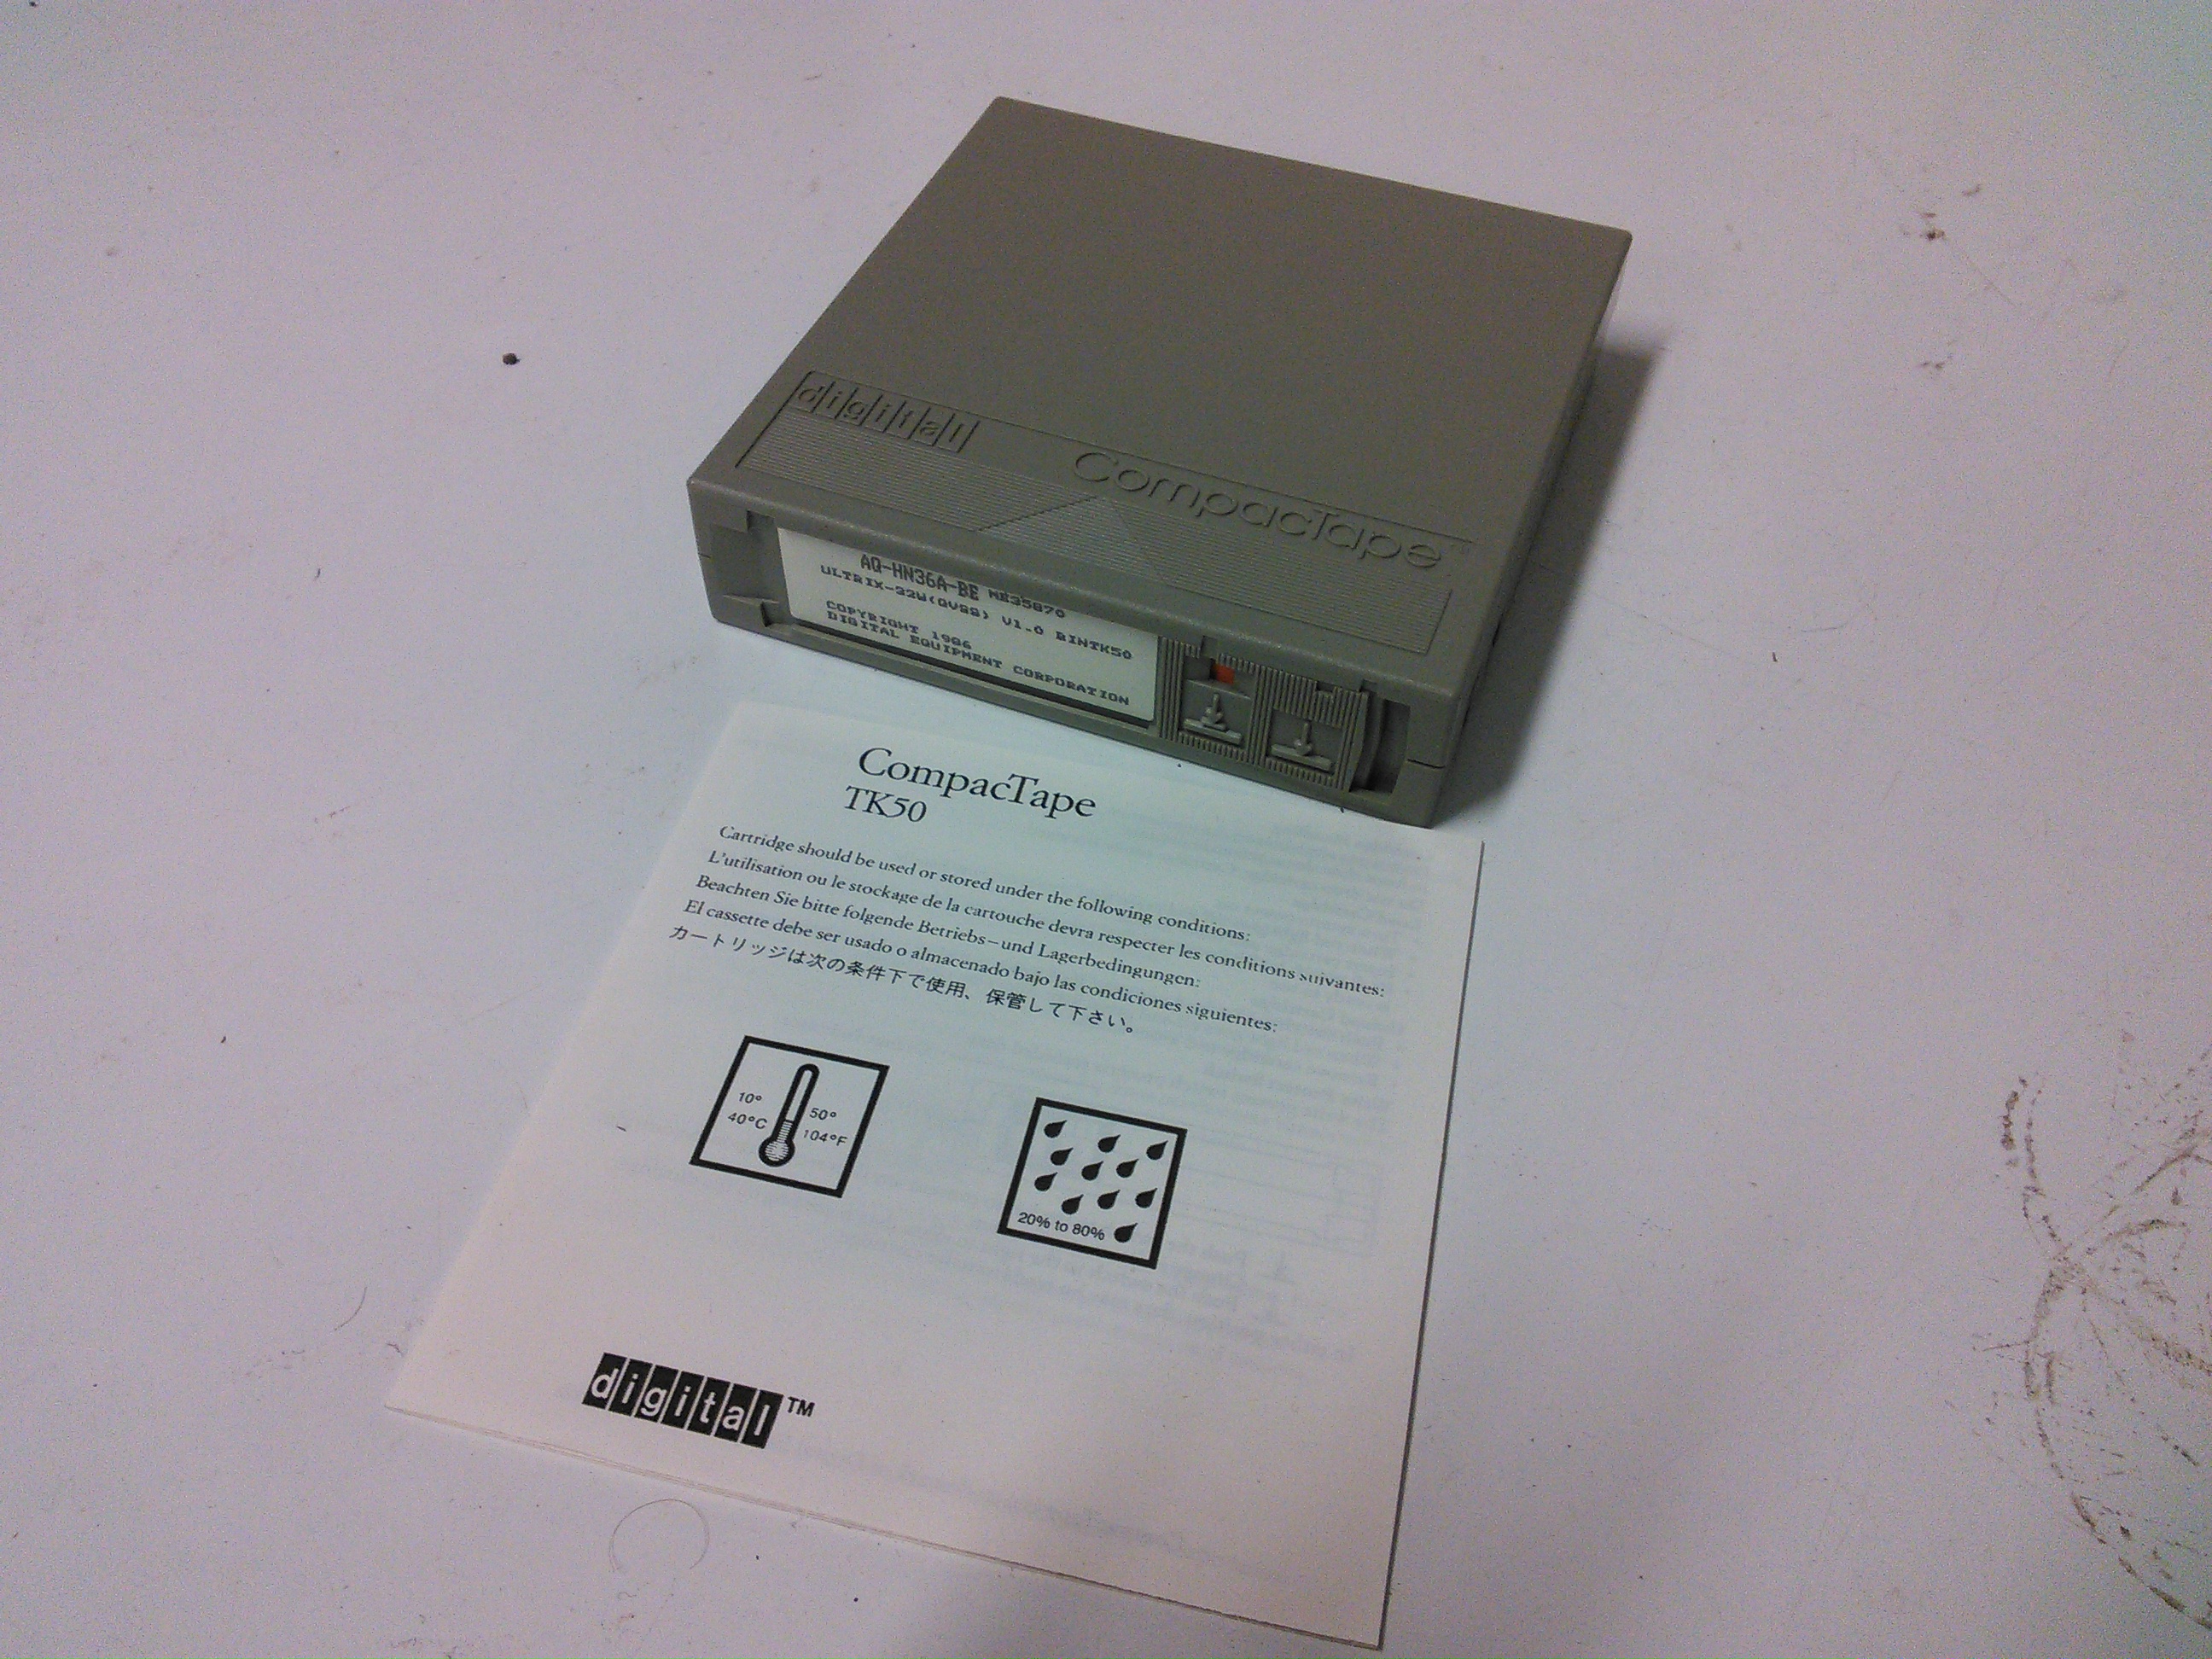 digital
CompacTape™
AQ-HN36A-BE ME35870
ULTRIX-32W(QVSS) V1.0 BINTK50
COPYRIGHT 1986
DIGITAL EQUIPMENT CORPORATION
CompacTape
TK50
Cartridge should be used or stored under the following conditions:
L'utilisation ou le stockage de la cartouche devra respecter les conditions suivantes:
Beachten Sie bitte folgende Betriebs–und Lagerbedingungen:
El cassette debe ser usado o almacenado bajo las condiciones siguientes:
カートリッジは次の条件下で使用、保管して下さい。
10° 50°
40°C 104°F
20% to 80%
digital™